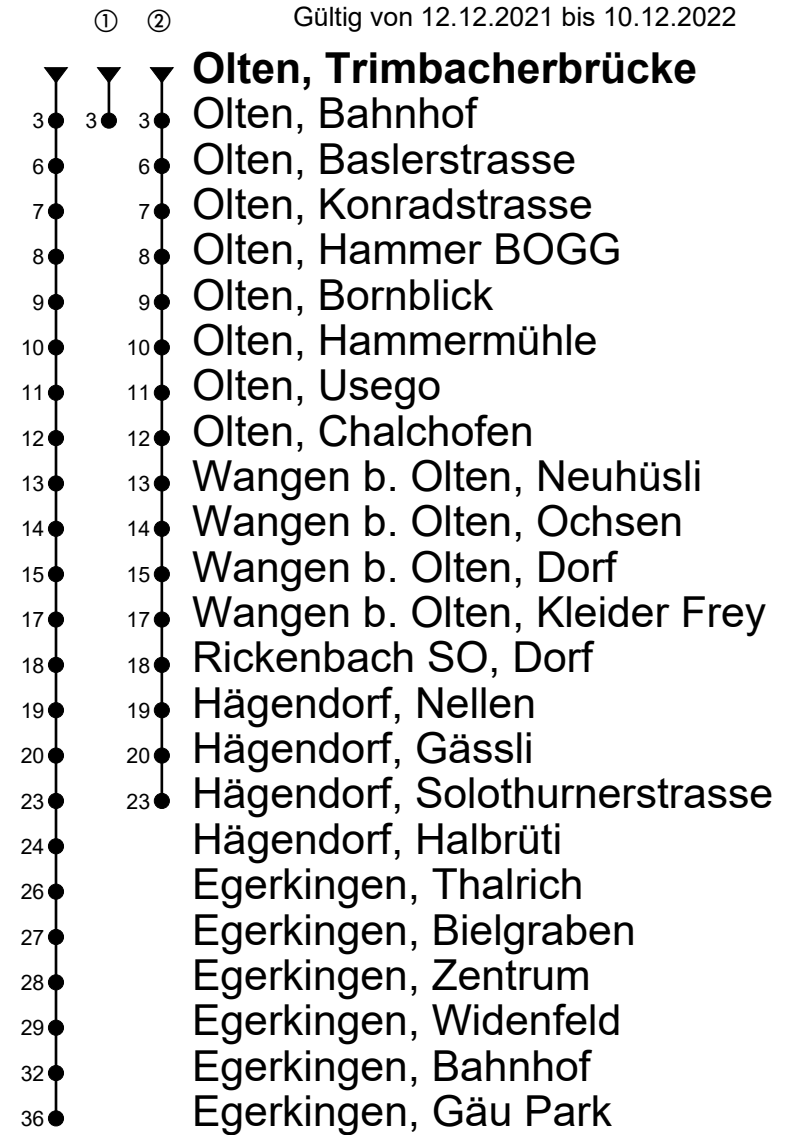 ① ② Gültig von 12.12.2021 bis 10.12.2022
Olten, Trimbacherbrücke
3 3 3 Olten, Bahnhof
6 6 Olten, Baslerstrasse
7 7 Olten, Konradstrasse
8 8 Olten, Hammer BOGG
9 9 Olten, Bornblick
10 10 Olten, Hammermühle
11 11 Olten, Usego
12 12 Olten, Chalchofen
13 13 Wangen b. Olten, Neuhüsli
14 14 Wangen b. Olten, Ochsen
15 15 Wangen b. Olten, Dorf
17 17 Wangen b. Olten, Kleider Frey
18 18 Rickenbach SO, Dorf
19 19 Hägendorf, Nellen
20 20 Hägendorf, Gässli
23 23 Hägendorf, Solothurnerstrasse
24 Hägendorf, Halbrüti
26 Egerkingen, Thalrich
27 Egerkingen, Bielgraben
28 Egerkingen, Zentrum
29 Egerkingen, Widenfeld
32 Egerkingen, Bahnhof
36 Egerkingen, Gäu Park